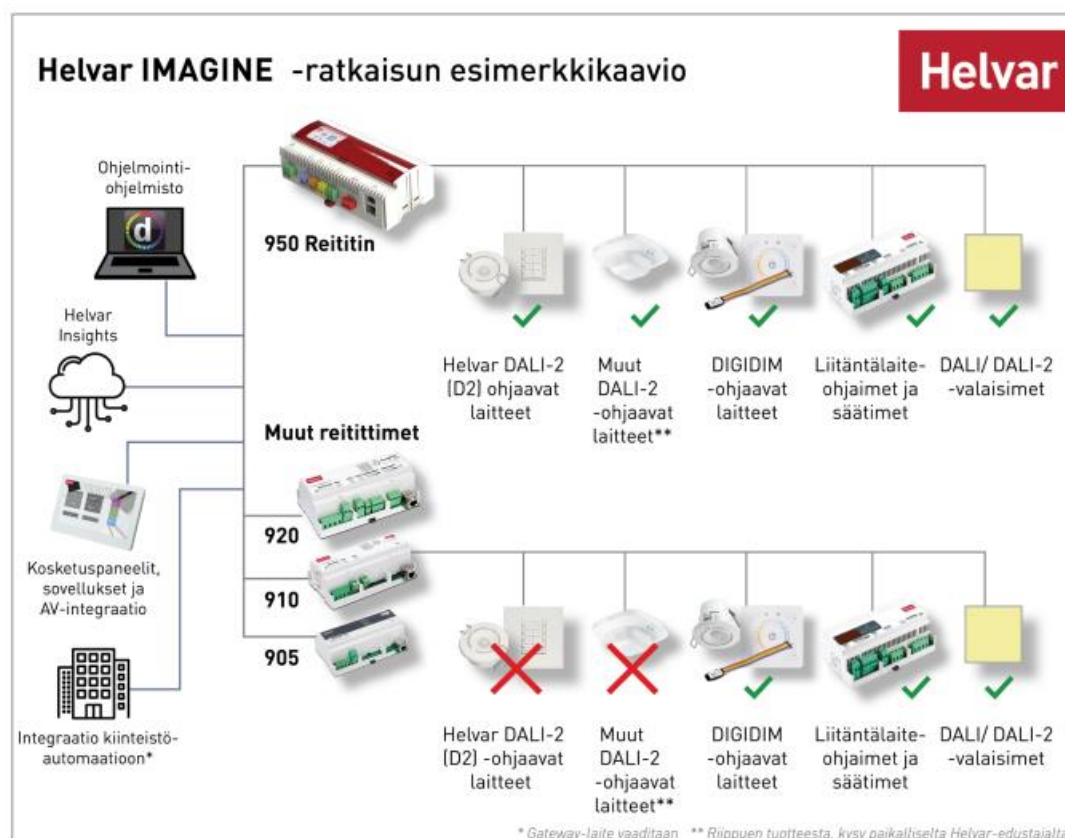 Helvar IMAGINE -ratkaisun esimerkkikaavio
Helvar
Ohjelmointi-
ohjelmisto
d
950 Reititin
Helvar
Insights
Helvar DALI-2
(D2) ohjaavat
laitteet
Muut
DALI-2
-ohjaavat
laitteet**
DIGIDIM
-ohjaavat
laitteet
Liitäntälaite-
ohjaimet ja
säätimet
DALI/ DALI-2
-valaisimet
Muut reitittimet
920
910
905
Kosketuspaneelit,
sovellukset ja
AV-integraatio
Integraatio kiinteistö-
automaatioon*
Helvar DALI-2
(D2) -ohjaavat
laitteet
Muut
DALI-2
-ohjaavat
laitteet**
DIGIDIM
-ohjaavat
laitteet
Liitäntälaite-
ohjaimet ja
säätimet
DALI/ DALI-2
-valaisimet
* Gateway-laite vaaditaan ** Riippuen tuotteesta, kysy paikalliselta Helvar-edustajalta